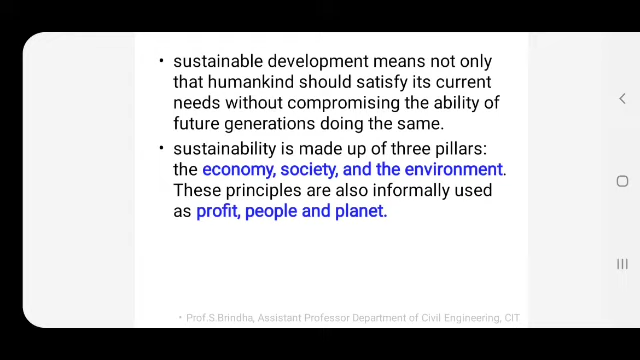 • sustainable development means not only
that humankind should satisfy its current
needs without compromising the ability of
future generations doing the same.
• sustainability is made up of three pillars:
the economy, society, and the environment.
These principles are also informally used
as profit, people and planet.
• Prof.S.Brindha, Assistant Professor Department of Civil Engineering, CIT